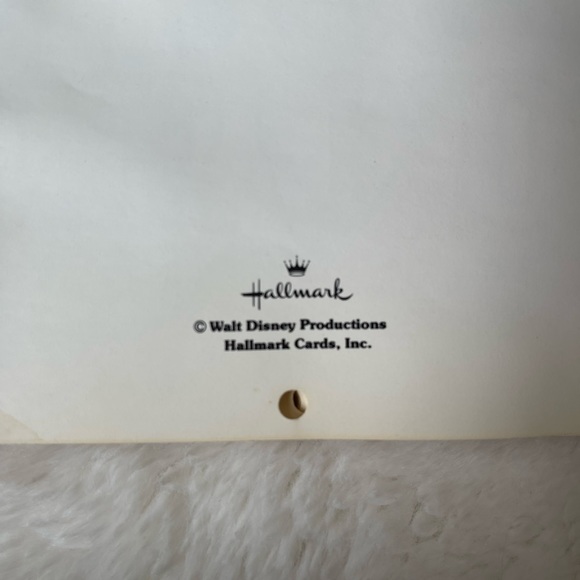 Hallmark
© Walt Disney Productions
Hallmark Cards, Inc.